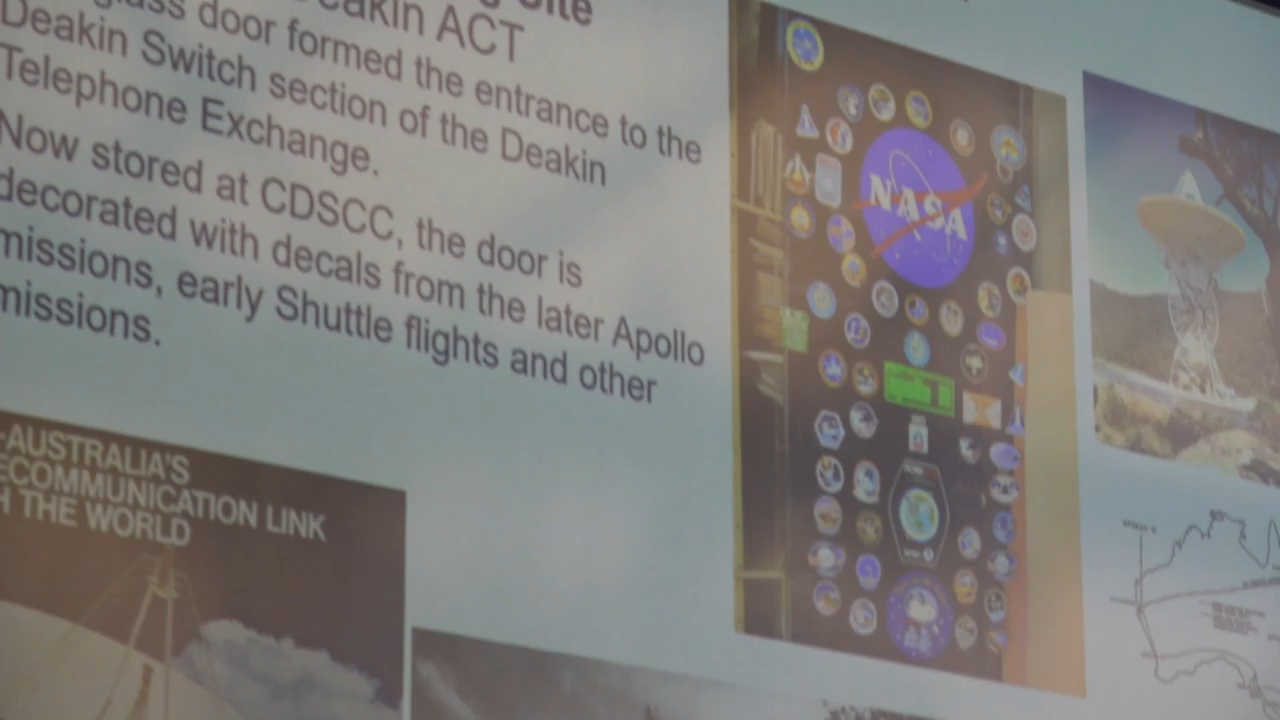 Site
Deakin ACT
glass door formed the entrance to the
Deakin Switch section of the Deakin
Telephone Exchange.
Now stored at CDSCC, the door is
decorated with decals from the later Apollo
missions, early Shuttle flights and other
missions.
NASA
-AUSTRALIA'S
ECOMMUNICATION LINK
H THE WORLD